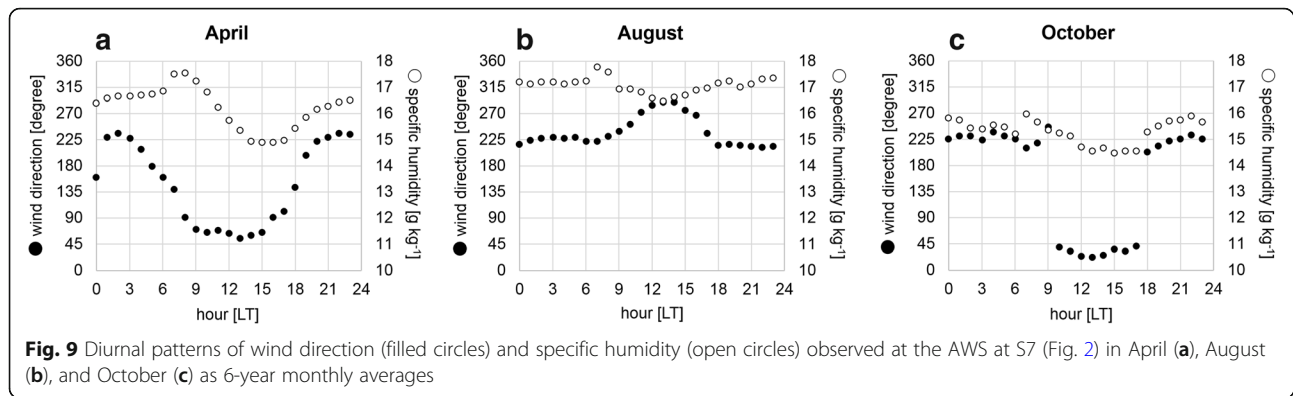 a April
b August
c October
360 315 270 225 180 135 90 45 0
● wind direction [degree]
18 17 16 15 14 13 12 11 10
○ specific humidity [g kg-1]
0 3 6 9 12 15 18 21 24
hour [LT]
360 315 270 225 180 135 90 45 0
● wind direction [degree]
18 17 16 15 14 13 12 11 10
○ specific humidity [g kg-1]
0 3 6 9 12 15 18 21 24
hour [LT]
360 315 270 225 180 135 90 45 0
● wind direction [degree]
18 17 16 15 14 13 12 11 10
○ specific humidity [g kg-1]
0 3 6 9 12 15 18 21 24
hour [LT]
Fig. 9 Diurnal patterns of wind direction (filled circles) and specific humidity (open circles) observed at the AWS at S7 (Fig. 2) in April (a), August
(b), and October (c) as 6-year monthly averages